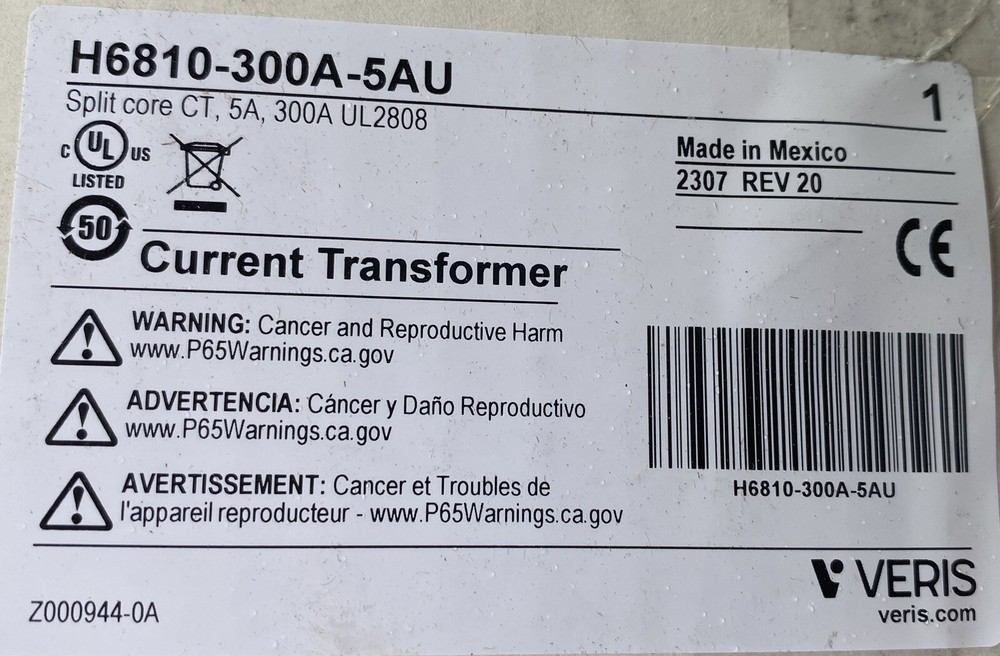 H6810-300A-5AU
1
Split core CT, 5A, 300A UL2808
C UL US
LISTED
Made in Mexico
2307 REV 20
50
CE
Current Transformer
WARNING: Cancer and Reproductive Harm
www.P65Warnings.ca.gov
ADVERTENCIA: Cáncer y Daño Reproductivo
www.P65Warnings.ca.gov
AVERTISSEMENT: Cancer et Troubles de
l'appareil reproducteur - www.P65Warnings.ca.gov
H6810-300A-5AU
VERIS
veris.com
Z000944-0A